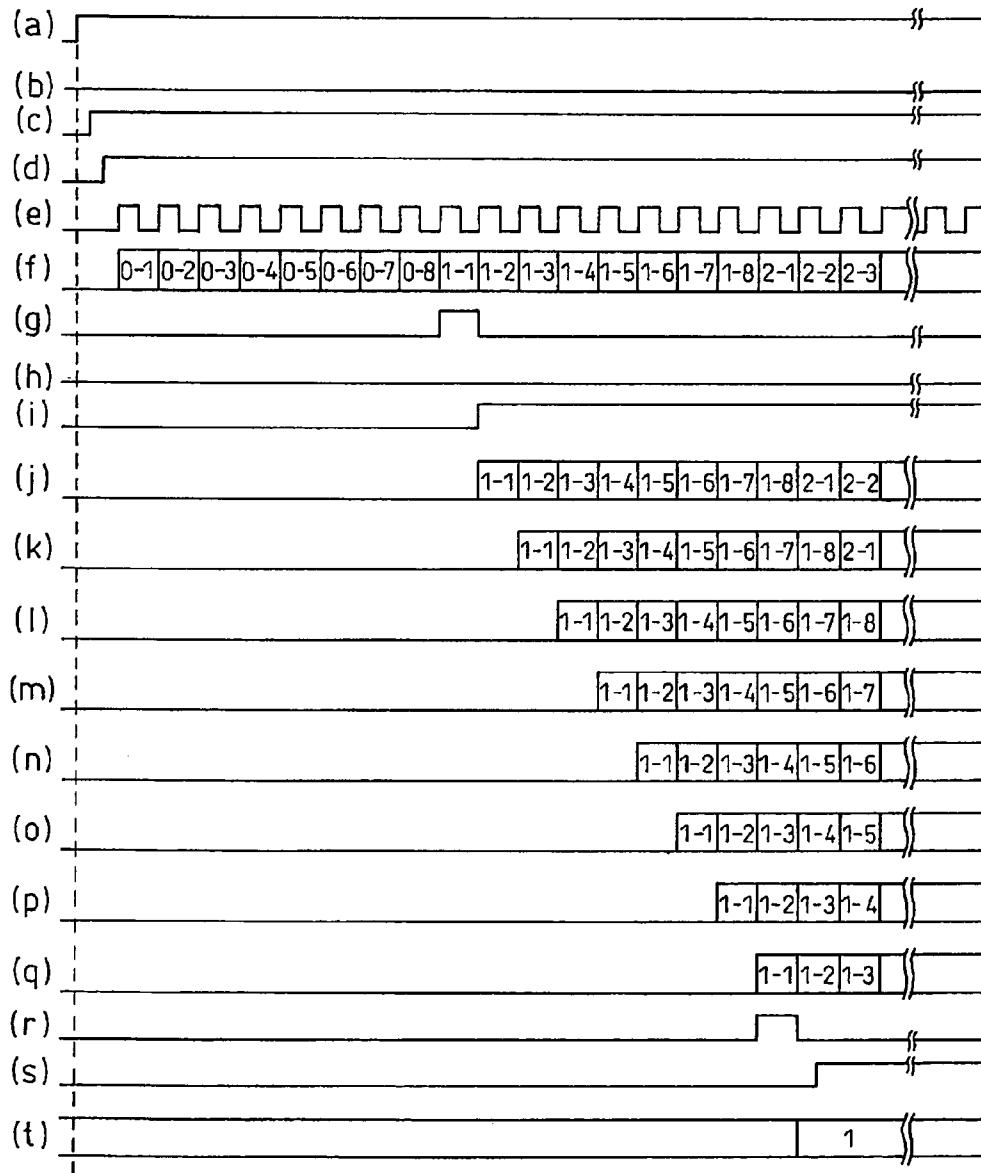 (a)
(b)
(c)
(d)
(e)
(f) 0-1 0-2 0-3 0-4 0-5 0-6 0-7 0-8 1-1 1-2 1-3 1-4 1-5 1-6 1-7 1-8 2-1 2-2 2-3
(g)
(h)
(i)
(j) 1-1 1-2 1-3 1-4 1-5 1-6 1-7 1-8 2-1 2-2
(k) 1-1 1-2 1-3 1-4 1-5 1-6 1-7 1-8 2-1
(l) 1-1 1-2 1-3 1-4 1-5 1-6 1-7 1-8
(m) 1-1 1-2 1-3 1-4 1-5 1-6 1-7
(n) 1-1 1-2 1-3 1-4 1-5 1-6
(o) 1-1 1-2 1-3 1-4 1-5
(p) 1-1 1-2 1-3 1-4
(q) 1-1 1-2 1-3
(r)
(s)
(t) 1